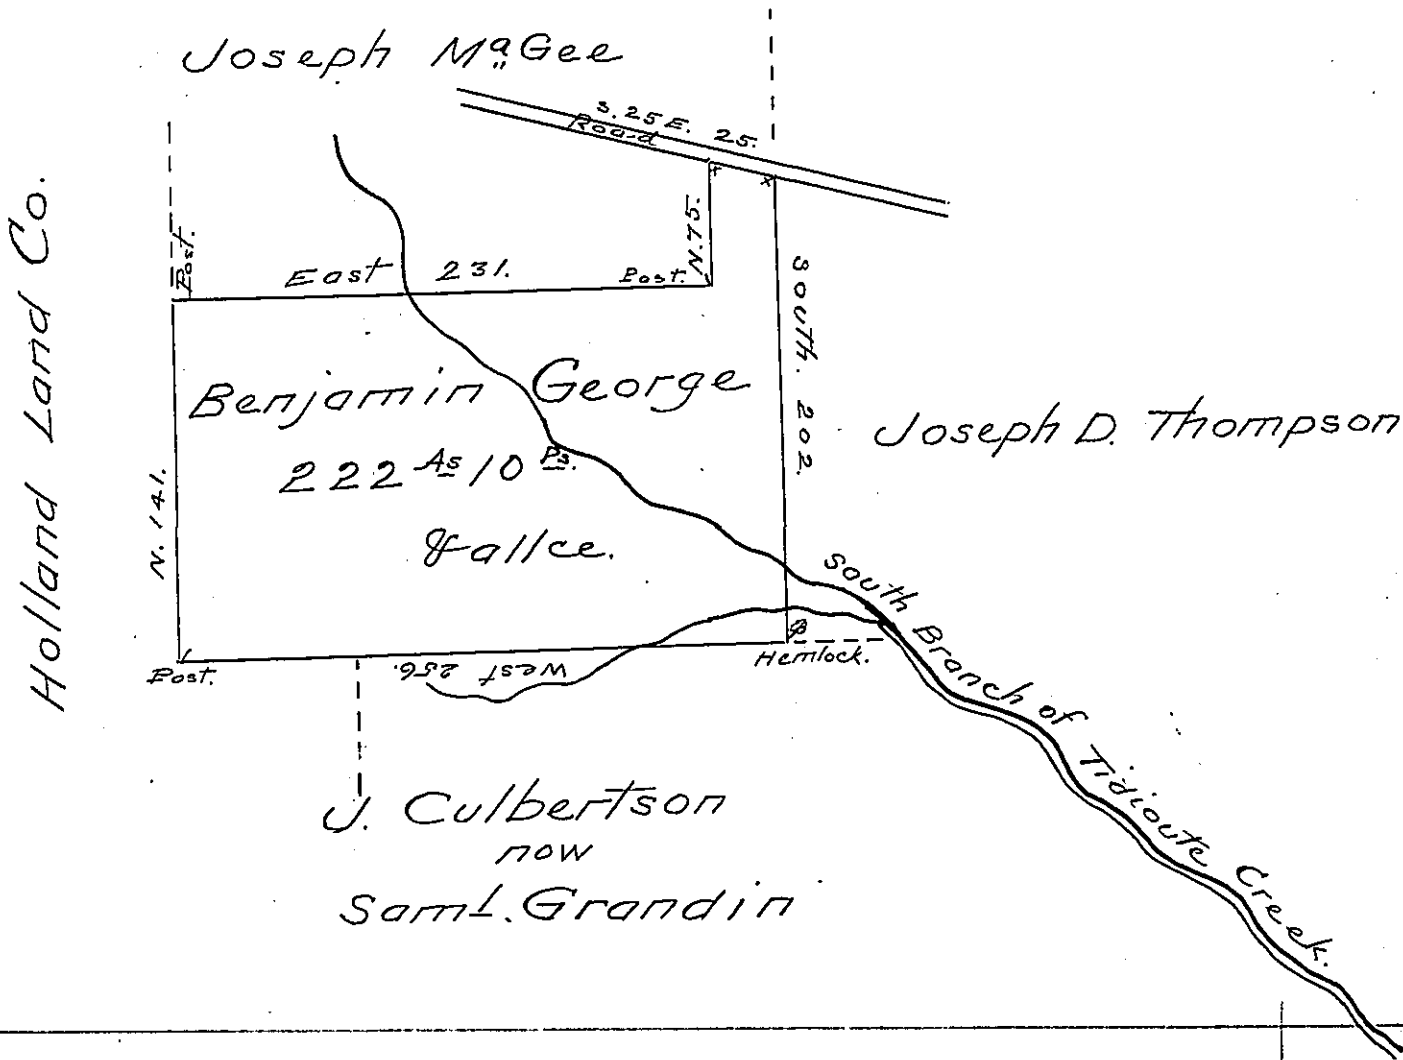 Joseph McGee
S. 25 E. 25.
Road
Holland Land Co.
Post.
East 231.
Post.
N. 75.
South. 202.
Benjamin George
222 As 10 Ps.
& allce.
Joseph D. Thompson
N. 141.
Post.
West 256.
Hemlock.
South Branch of Tidioute Creek.
J. Culbertson
now
Saml. Grandin